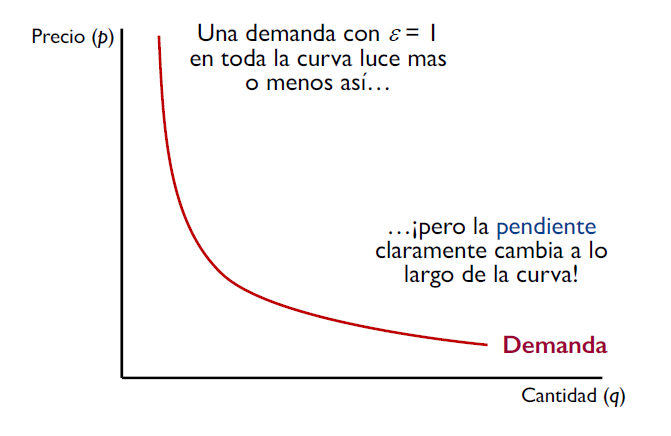 Precio (p)
Una demanda con ε = 1
en toda la curva luce mas
o menos así…
…¡pero la pendiente
claramente cambia a lo
largo de la curva!
Demanda
Cantidad (q)